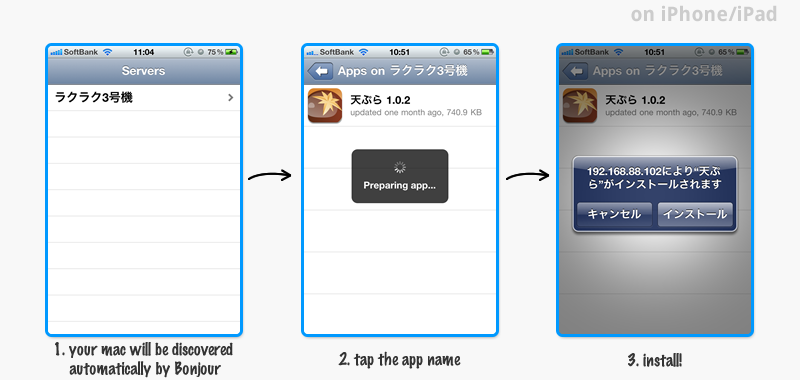 on iPhone/iPad
SoftBank 11:04 75%
Servers
ラクラク3号機
SoftBank 10:51 65%
Apps on ラクラク3号機
天ぷら 1.0.2
updated one month ago, 740.9 KB
Preparing app...
SoftBank 10:51 65%
Apps on ラクラク3号機
天ぷら 1.0.2
updated one month ago, 740.9 KB
192.168.88.102により“天ぷ
ら”がインストールされます
キャンセル インストール
1. your mac will be discovered
automatically by Bonjour
2. tap the app name
3. install!